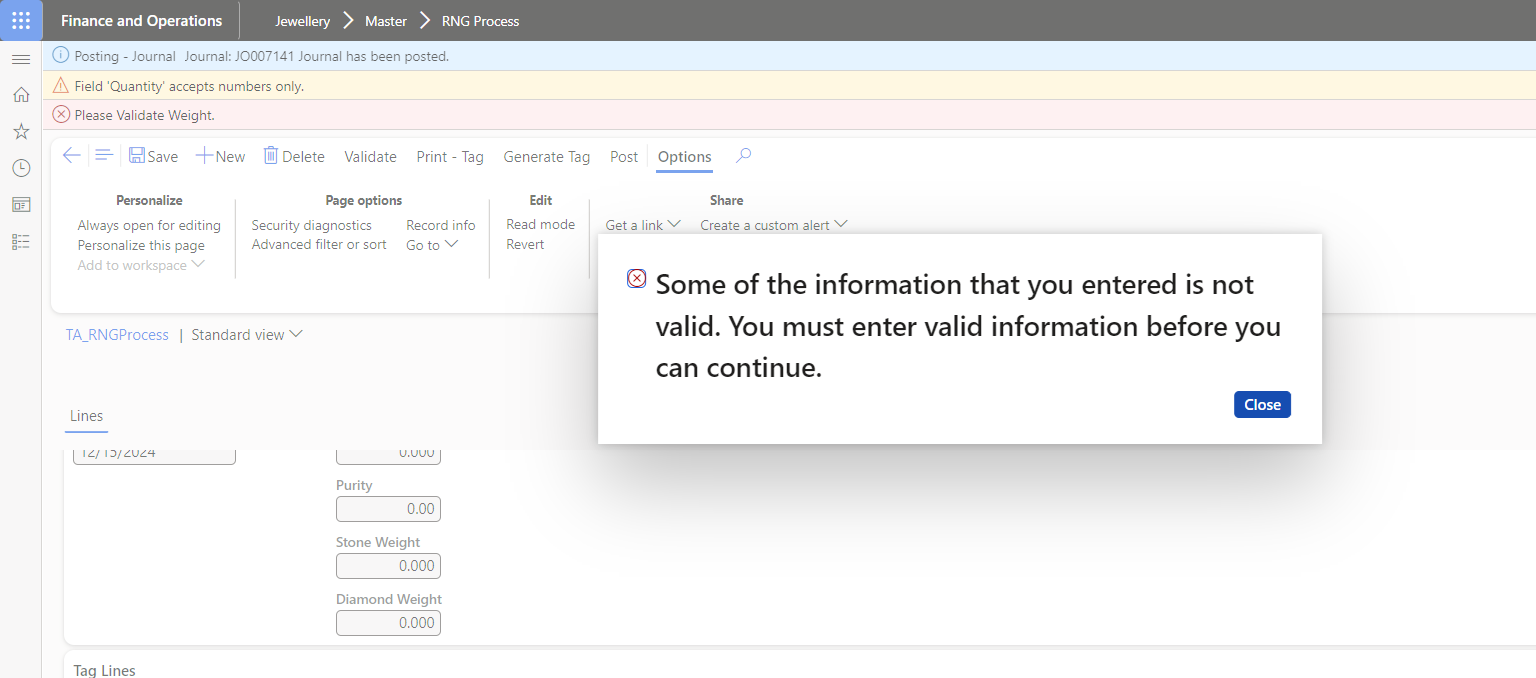 Finance and Operations Jewellery Master RNG Process
Posting - Journal Journal: JO007141 Journal has been posted.
Field 'Quantity' accepts numbers only.
Please Validate Weight.
Save New Delete Validate Print - Tag Generate Tag Post Options
Personalize Page options Edit Share
Always open for editing Security diagnostics Record info Read mode Get a link Create a custom alert
Personalize this page Advanced filter or sort Go to Revert
Add to workspace
Some of the information that you entered is not
valid. You must enter valid information before you
can continue.
Close
TA_RNGProcess | Standard view
Lines
12/15/2024 0.000
Purity
0.00
Stone Weight
0.000
Diamond Weight
0.000
Tag Lines